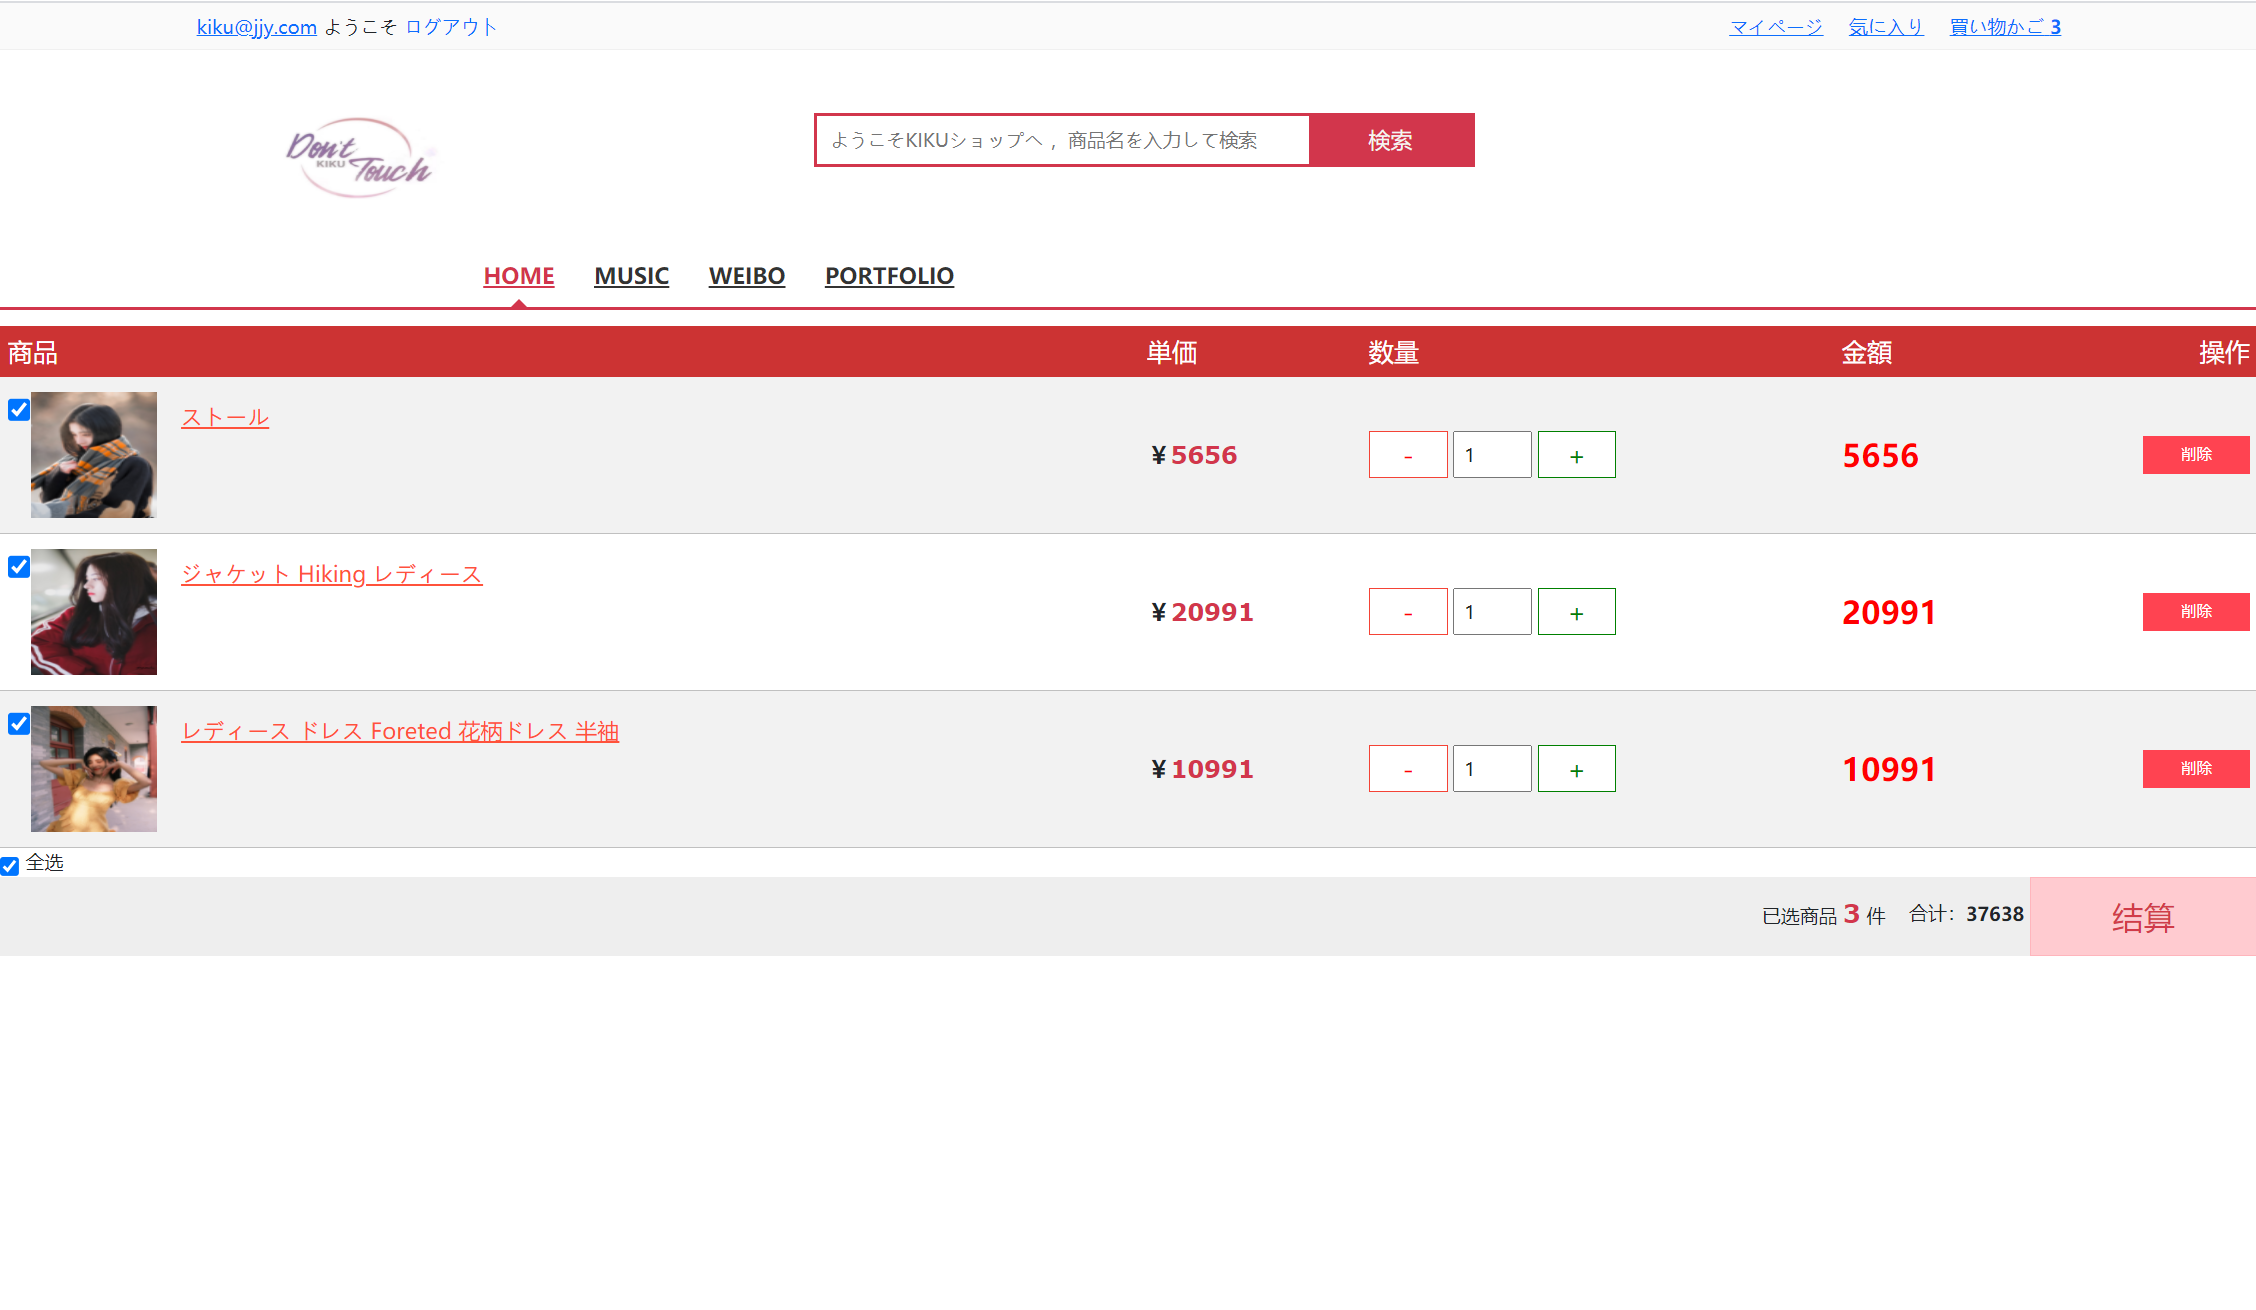 kiku@jjy.com ようこそ ログアウト
マイページ 気に入り 買い物かご 3
Don't KIKU Touch
ようこそKIKUショップへ ，商品名を入力して検索
検索
HOME MUSIC WEIBO PORTFOLIO
商品 単価 数量 金額 操作
ストール
¥ 5656 - 1 + 5656 削除
ジャケット Hiking レディース
¥ 20991 - 1 + 20991 削除
レディース ドレス Foreted 花柄ドレス 半袖
¥ 10991 - 1 + 10991 削除
全选
已选商品 3 件 合计：37638 结算